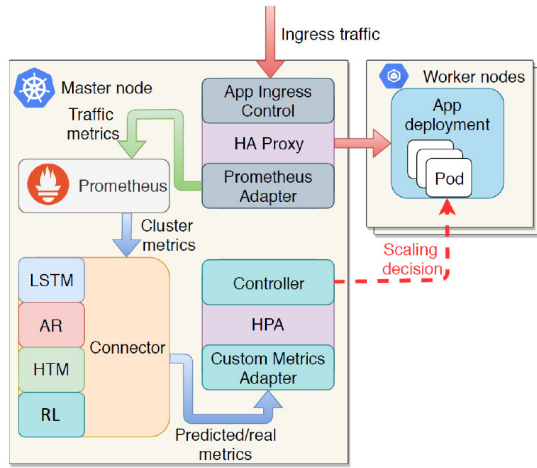 Ingress traffic
Master node
Traffic
metrics
App Ingress
Control
HA Proxy
Prometheus
Adapter
Prometheus
Cluster
metrics
LSTM
AR
HTM
RL
Connector
Controller
HPA
Custom Metrics
Adapter
Predicted/real
metrics
Worker nodes
App
deployment
Pod
Scaling
decision